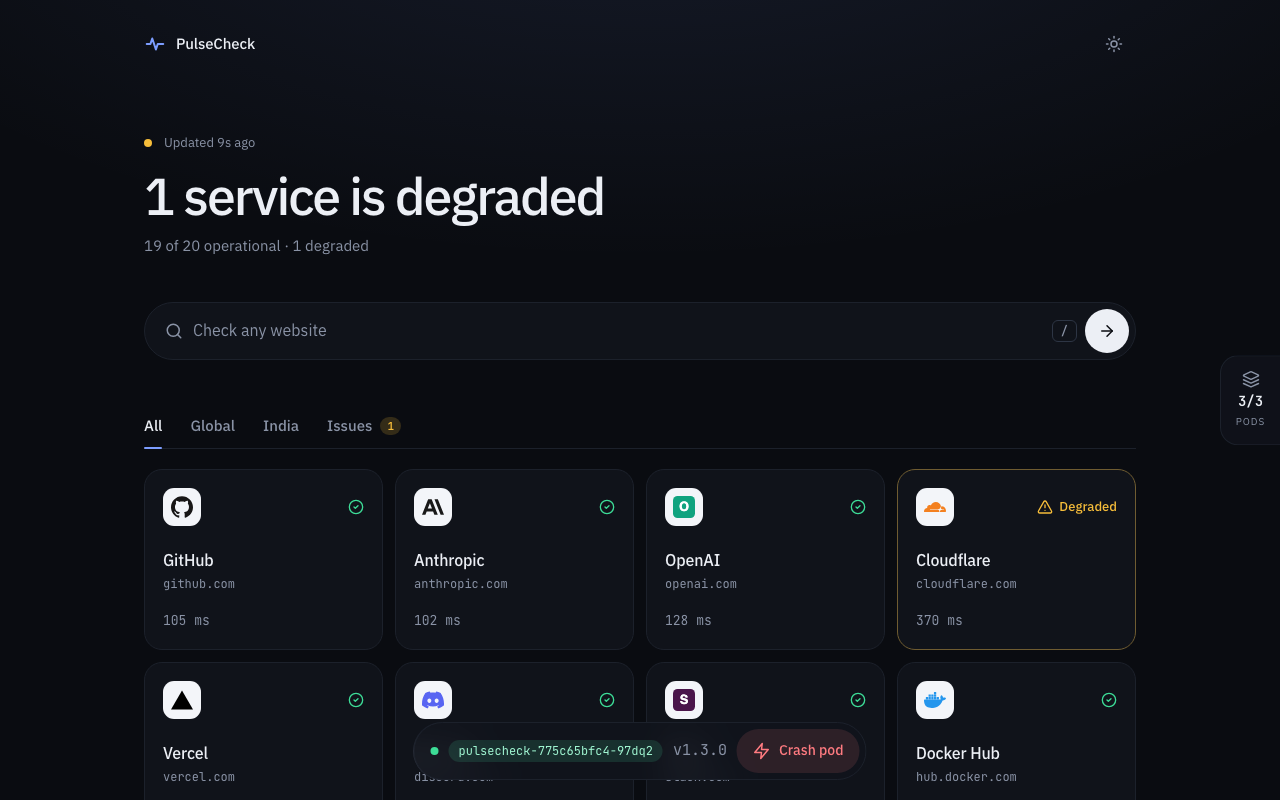 PulseCheck
Updated 9s ago
1 service is degraded
19 of 20 operational · 1 degraded
Check any website
/
3/3
PODS
All Global India Issues 1
Degraded
GitHub Anthropic OpenAI Cloudflare
github.com anthropic.com openai.com cloudflare.com
105 ms 102 ms 128 ms 370 ms
Vercel Docker Hub
pulsecheck-775c65bfc4-97dq2 v1.3.0 Crash pod
vercel.com hub.docker.com